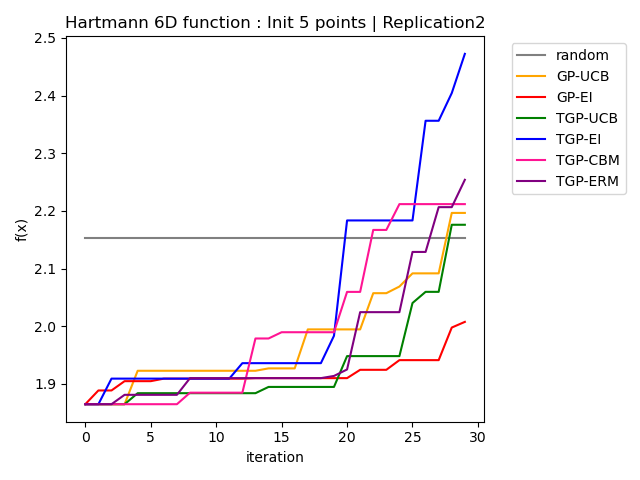 Hartmann 6D function : Init 5 points | Replication2
f(x)
2.5
2.4
2.3
2.2
2.1
2.0
1.9
0 5 10 15 20 25 30
iteration
random
GP-UCB
GP-EI
TGP-UCB
TGP-EI
TGP-CBM
TGP-ERM